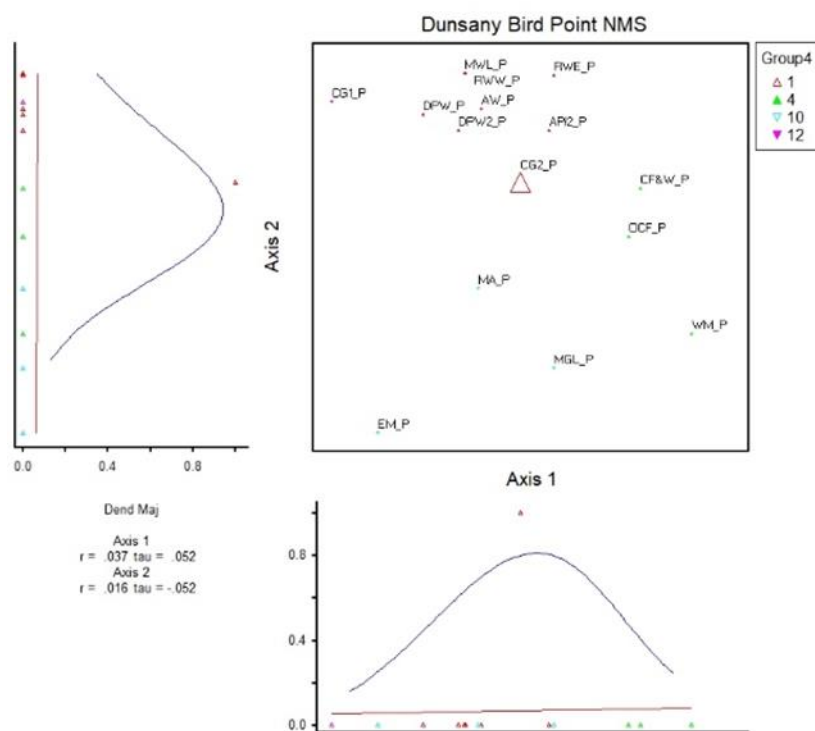 Dunsany Bird Point NMS
Group4
1
4
10
12
MWL_P
RWE_P
RWW_P
CG1_P
AW_P
DPW_P
DPW2_P
API2_P
CG2_P
CF&W_P
OCF_P
MA_P
WM_P
MGL_P
EM_P
Axis 2
0.0
0.4
0.8
Axis 1
Dend Maj
Axis 1
r = .037 tau = .052
Axis 2
r = .016 tau = -.052
0.8
0.4
0.0